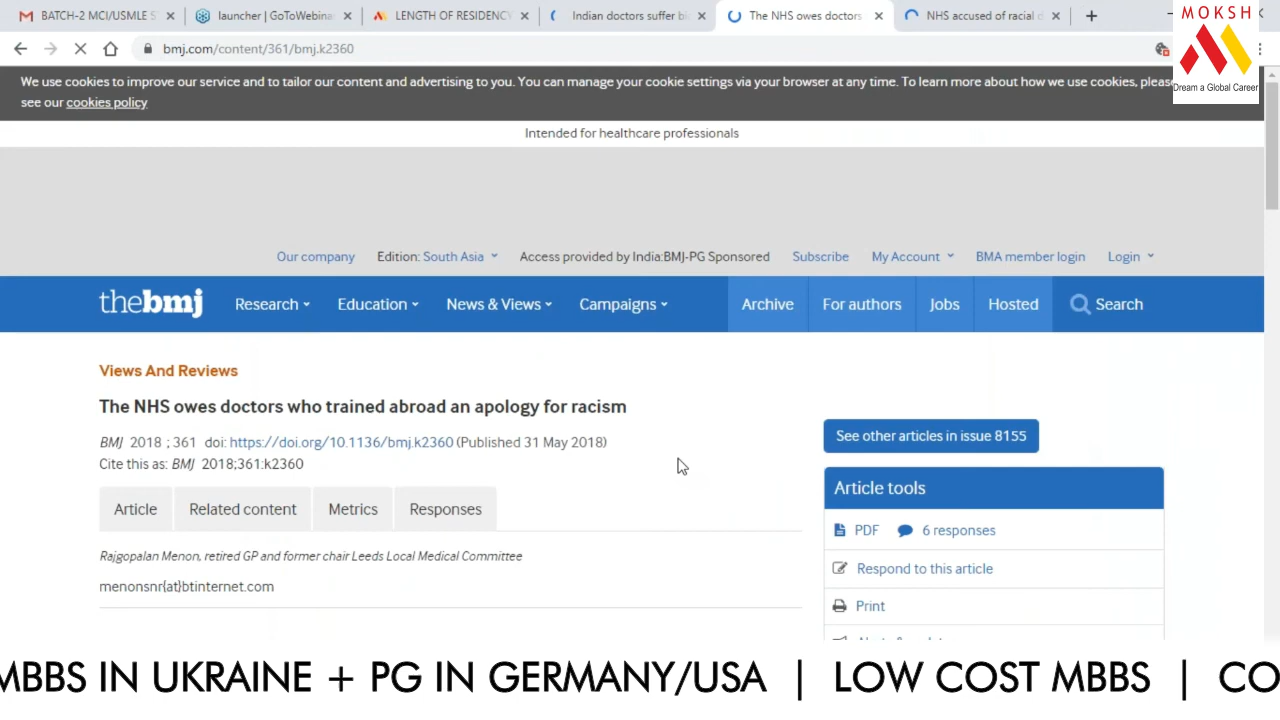 BATCH-2 MCI/USMLE S
launcher | GoToWebina
LENGTH OF RESIDENCY
Indian doctors suffer bi
The NHS owes doctors
NHS accused of racial d
bmj.com/content/361/bmj.k2360
MOKSH
Dream a Global Career
We use cookies to improve our service and to tailor our content and advertising to you. You can manage your cookie settings via your browser at any time. To learn more about how we use cookies, please
see our cookies policy
Intended for healthcare professionals
Our company Edition: South Asia Access provided by India:BMJ-PG Sponsored Subscribe My Account BMA member login Login
thebmj Research Education News & Views Campaigns Archive For authors Jobs Hosted Search
Views And Reviews
The NHS owes doctors who trained abroad an apology for racism
BMJ 2018 ; 361 doi: https://doi.org/10.1136/bmj.k2360 (Published 31 May 2018)
Cite this as: BMJ 2018;361:k2360
Article Related content Metrics Responses
Rajgopalan Menon, retired GP and former chair Leeds Local Medical Committee
menonsnr{at}btinternet.com
See other articles in issue 8155
Article tools
PDF 6 responses
Respond to this article
Print
MBBS IN UKRAINE + PG IN GERMANY/USA | LOW COST MBBS | CO